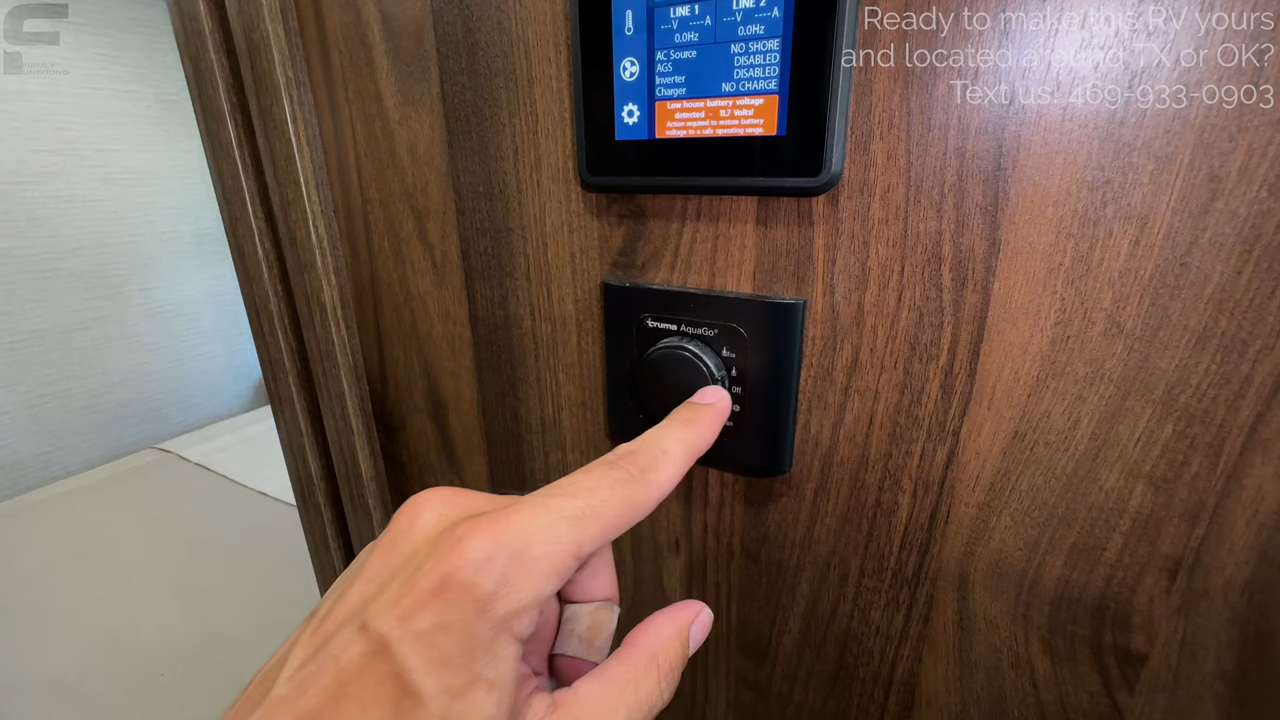 Ready to make this RV yours
and located around TX or OK?
Text us! 469-933-0903
LINE 1
LINE 2
---V ----A
---V ----A
0.0Hz
0.0Hz
AC Source NO SHORE
AGS DISABLED
Inverter DISABLED
Charger NO CHARGE
Low house battery voltage
detected - 11.7 Volts!
Action required to restore battery
voltage to a safe operating range.
truma AquaGo®
Eco
Off